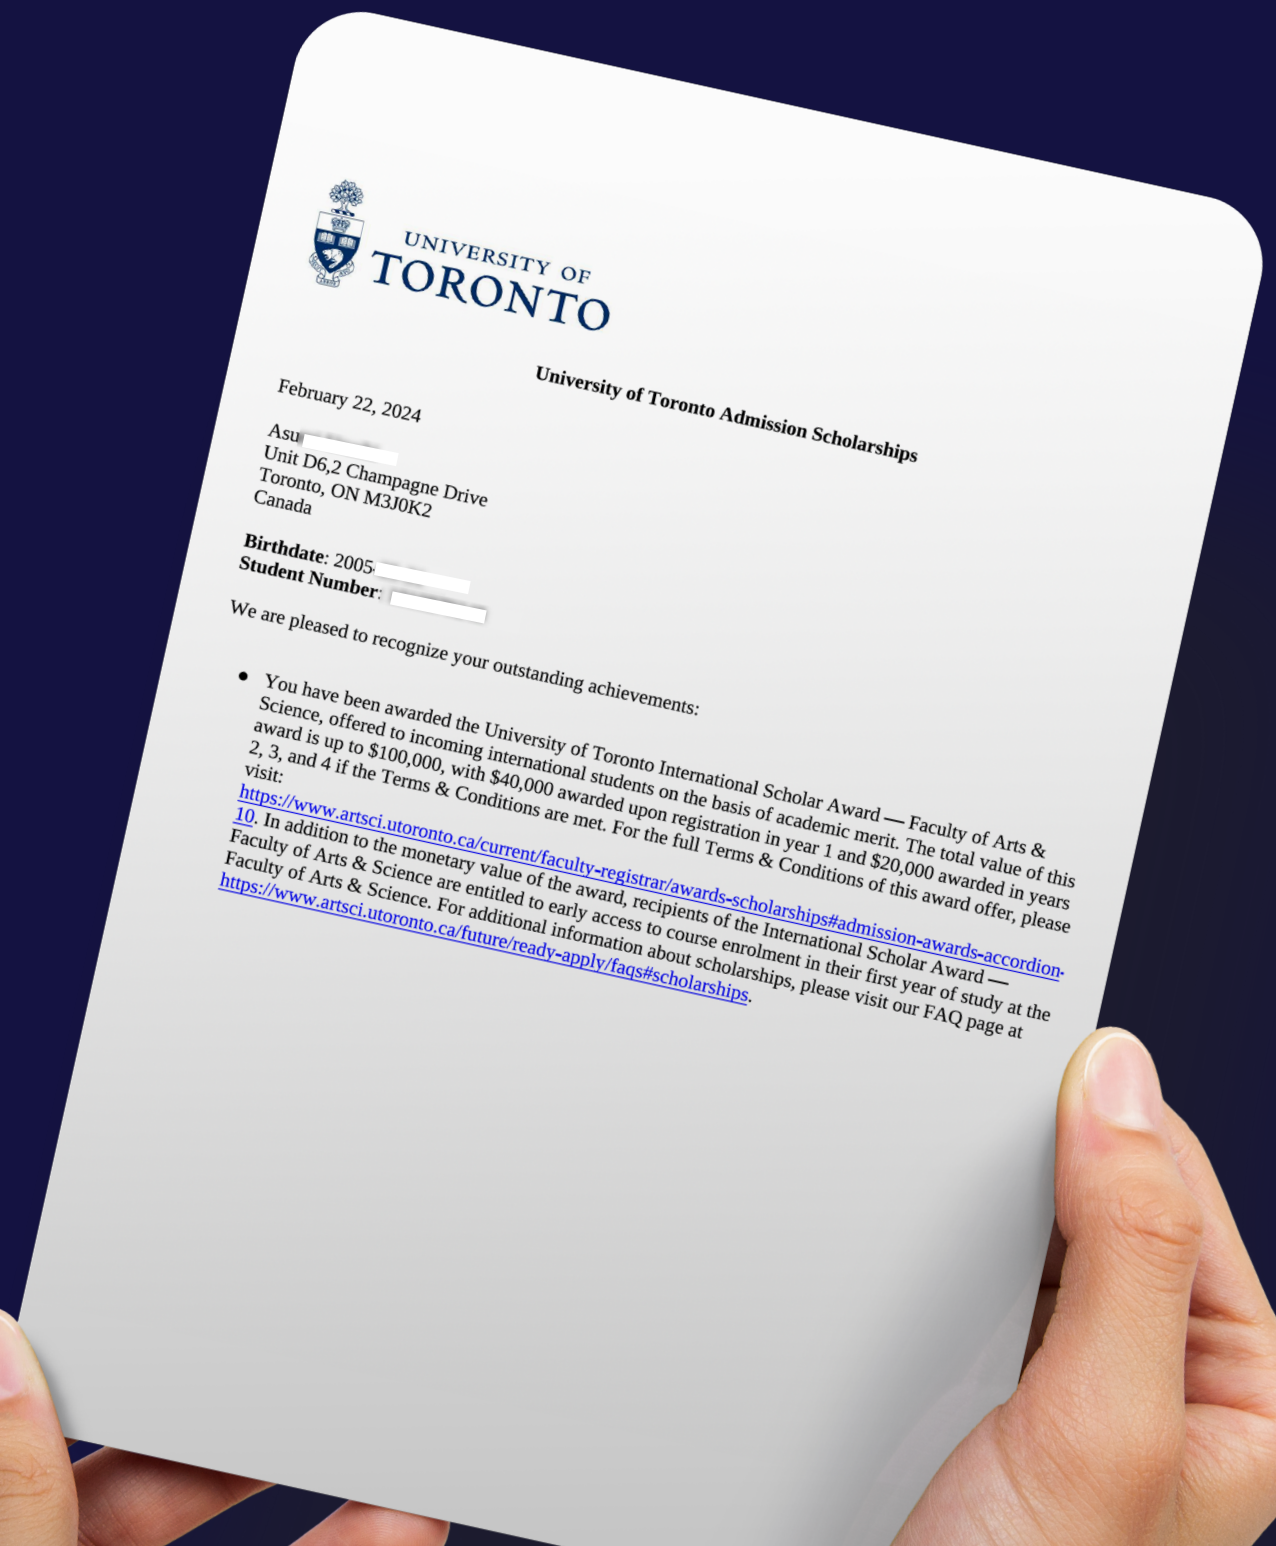 UNIVERSITY OF
TORONTO
University of Toronto Admission Scholarships
February 22, 2024
Asu
Unit D6,2 Champagne Drive
Toronto, ON M3J0K2
Canada
Birthdate: 2005-
Student Number:
We are pleased to recognize your outstanding achievements:
● You have been awarded the University of Toronto International Scholar Award — Faculty of Arts &
Science, offered to incoming international students on the basis of academic merit. The total value of this
award is up to $100,000, with $40,000 awarded upon registration in year 1 and $20,000 awarded in years
2, 3, and 4 if the Terms & Conditions are met. For the full Terms & Conditions of this award offer, please
visit:
https://www.artsci.utoronto.ca/current/faculty-registrar/awards-scholarships#admission-awards-accordion-
10. In addition to the monetary value of the award, recipients of the International Scholar Award —
Faculty of Arts & Science are entitled to early access to course enrolment in their first year of study at the
Faculty of Arts & Science. For additional information about scholarships, please visit our FAQ page at
https://www.artsci.utoronto.ca/future/ready-apply/faqs#scholarships.